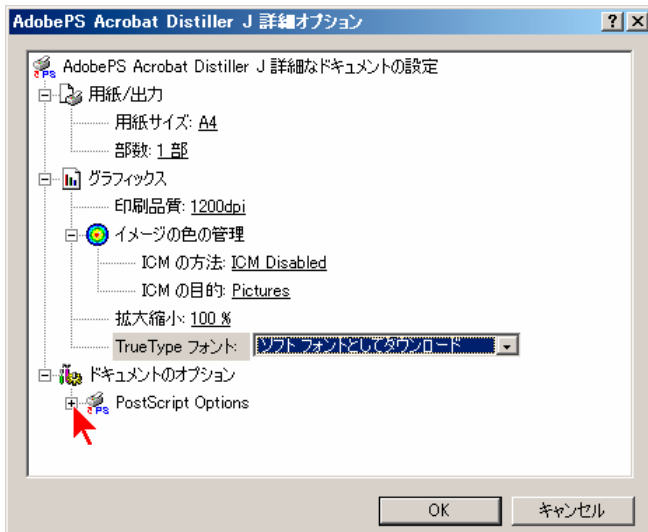 AdobePS Acrobat Distiller J 詳細オプション
AdobePS Acrobat Distiller J 詳細なドキュメントの設定
用紙/出力
用紙サイズ: A4
部数: 1 部
グラフィックス
印刷品質: 1200dpi
イメージの色の管理
ICM の方法: ICM Disabled
ICM の目的: Pictures
拡大縮小: 100 %
TrueType フォント: ソフト フォントとしてダウンロード
ドキュメントのオプション
PostScript Options
OK キャンセル